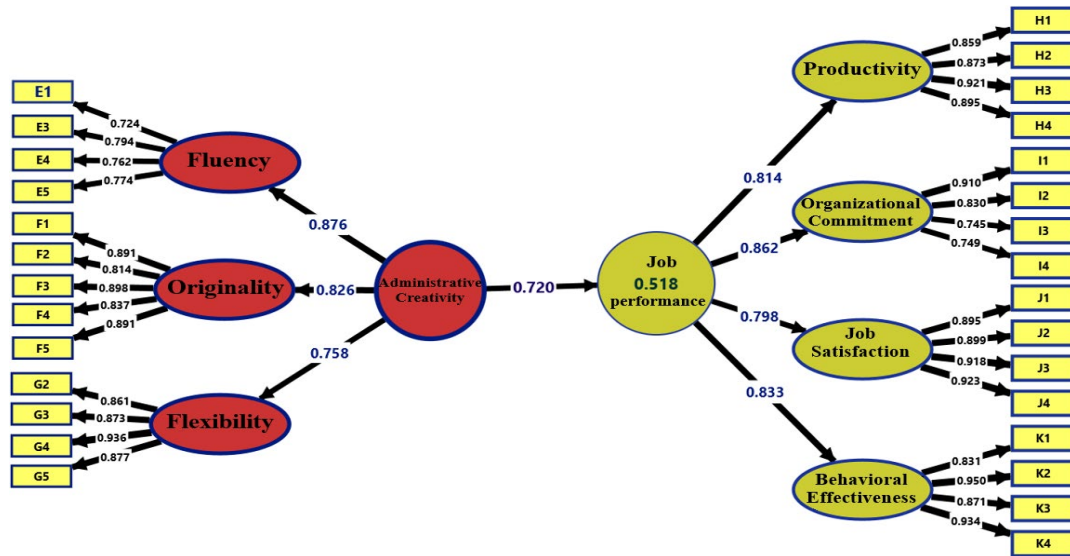 E1
E3
E4
E5
0.724
0.794
0.762
0.774
Fluency
F1
F2
F3
F4
F5
0.891
0.814
0.898
0.837
0.891
Originality
G2
G3
G4
G5
0.861
0.873
0.936
0.877
Flexibility
0.876
0.826
0.758
Administrative
Creativity
0.720
Job
0.518
performance
0.814
0.862
0.798
0.833
Productivity
0.859
0.873
0.921
0.895
H1
H2
H3
H4
Organizational
Commitment
0.910
0.830
0.745
0.749
I1
I2
I3
I4
Job
Satisfaction
0.895
0.899
0.918
0.923
J1
J2
J3
J4
Behavioral
Effectiveness
0.831
0.950
0.871
0.934
K1
K2
K3
K4